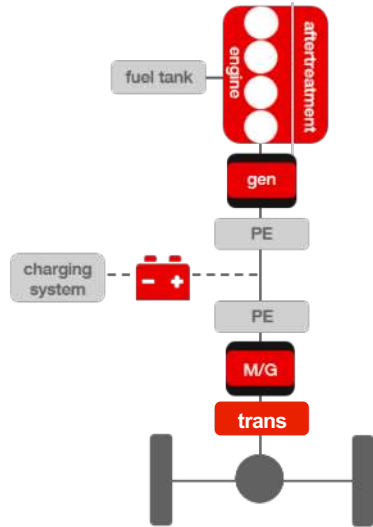 engine
aftertreatment
fuel tank
gen
PE
charging
system
− +
PE
M/G
trans